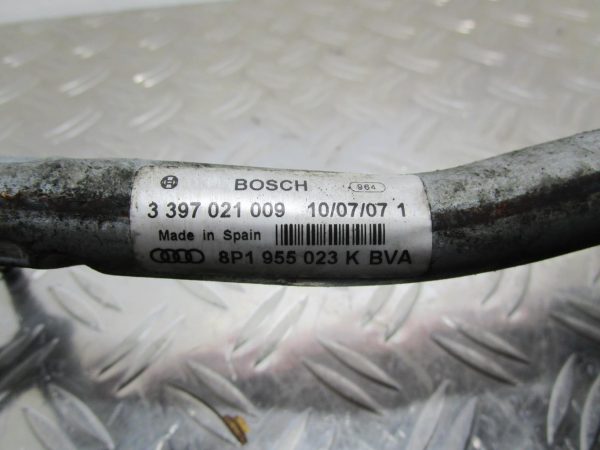 BOSCH 964
3 397 021 009 10/07/07 1
Made in Spain
8P1 955 023 K BVA